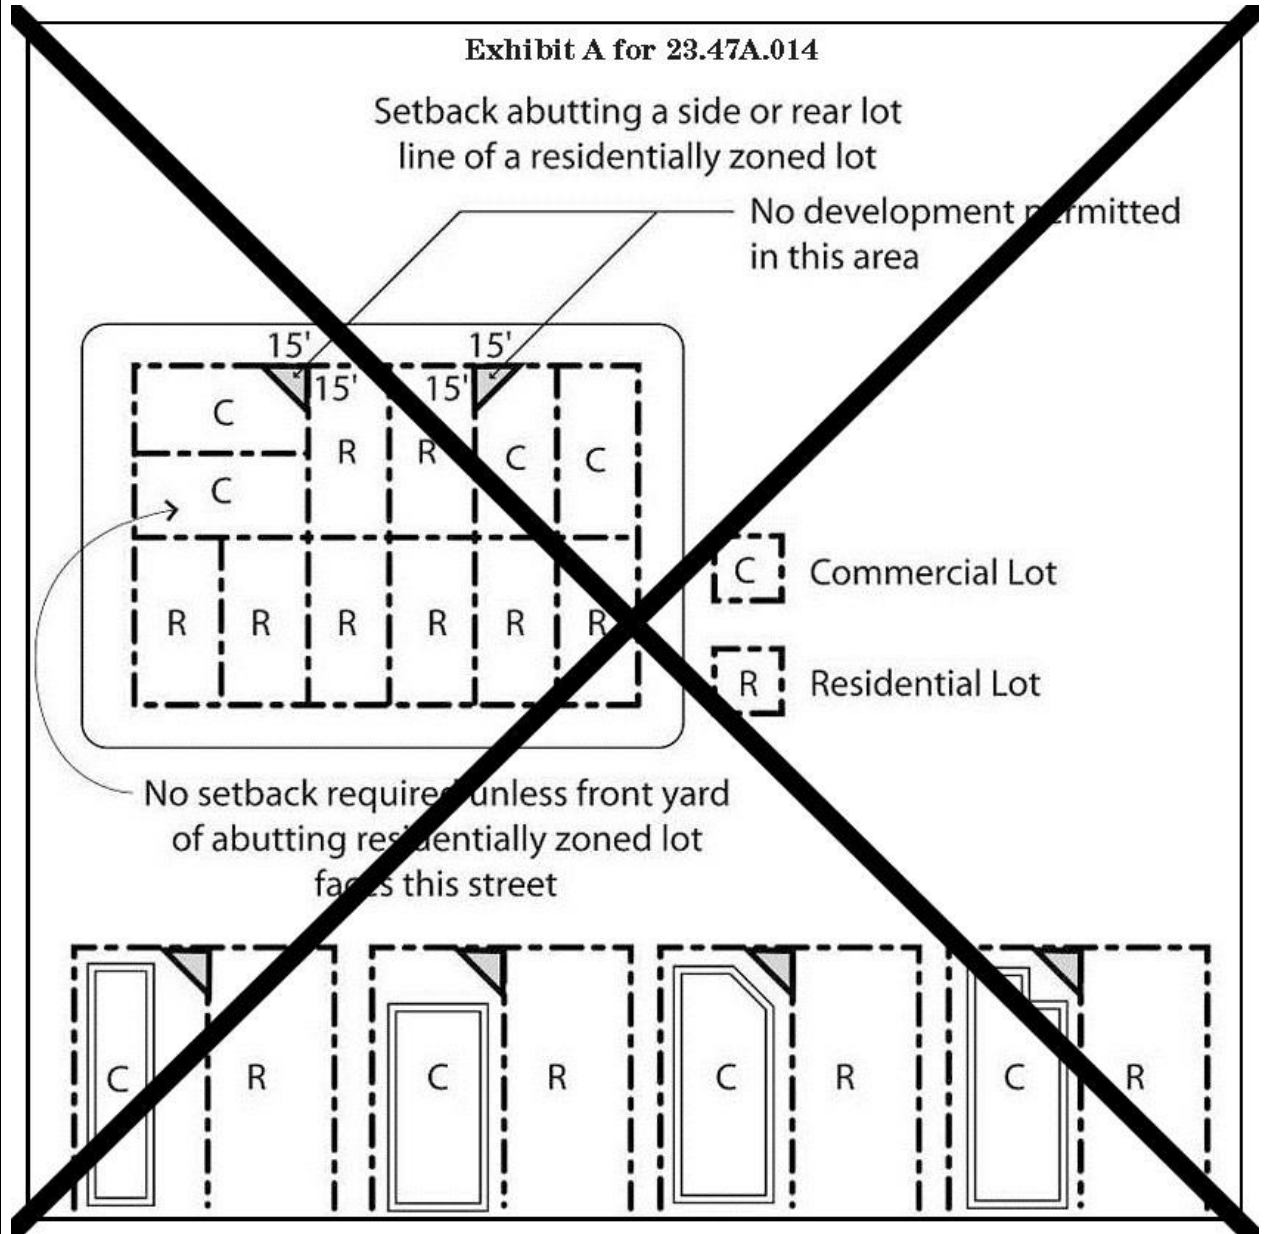 Exhibit A for 23.47A.014
Setback abutting a side or rear lot
line of a residentially zoned lot
No development permitted
in this area
15' 15'
15' 15'
C R R C C
C
R R R R R R
C Commercial Lot
R Residential Lot
No setback required unless front yard
of abutting residentially zoned lot
faces this street
C R C R C R C R